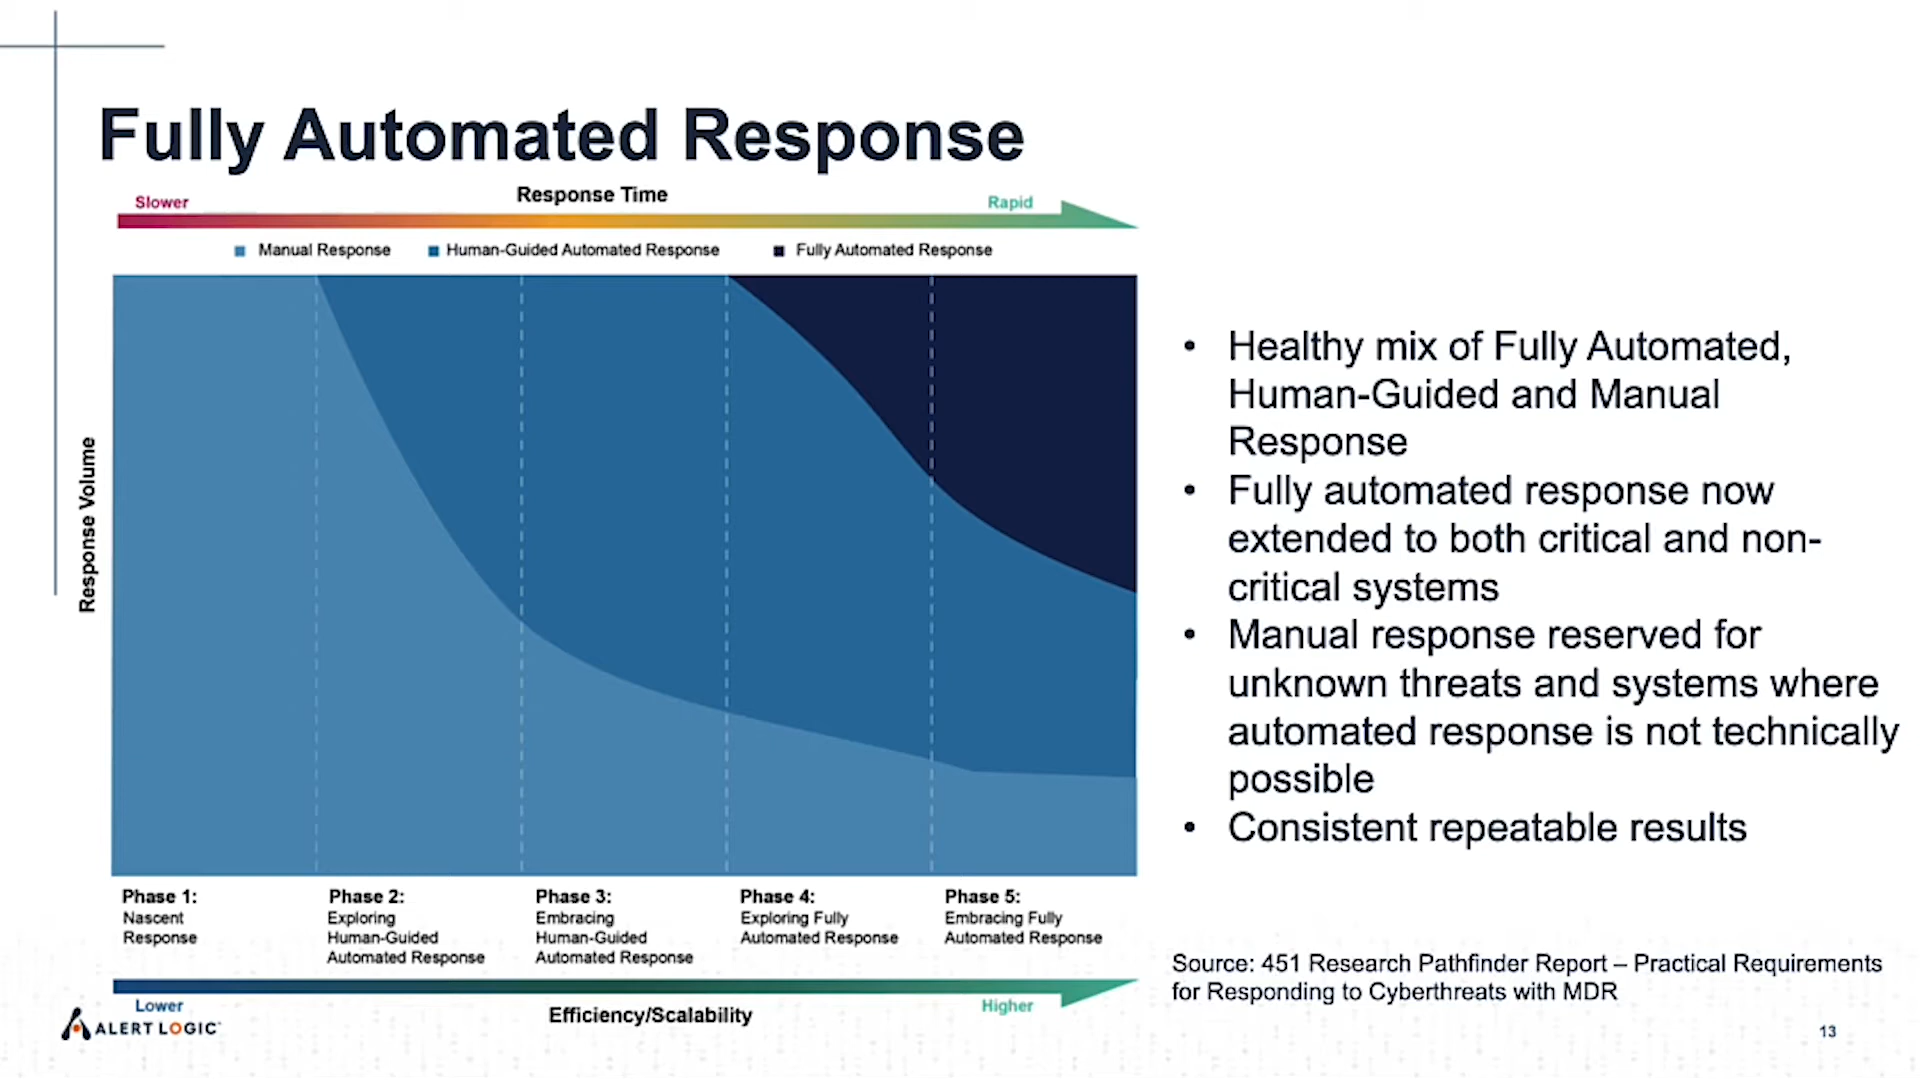 Fully Automated Response
Response Time
Slower
Rapid
Manual Response
Human-Guided Automated Response
Fully Automated Response
Response Volume
Phase 1:
Nascent
Response
Phase 2:
Exploring
Human-Guided
Automated Response
Phase 3:
Embracing
Human-Guided
Automated Response
Phase 4:
Exploring Fully
Automated Response
Phase 5:
Embracing Fully
Automated Response
Lower
Efficiency/Scalability
Higher
• Healthy mix of Fully Automated,
Human-Guided and Manual
Response
• Fully automated response now
extended to both critical and non-
critical systems
• Manual response reserved for
unknown threats and systems where
automated response is not technically
possible
• Consistent repeatable results
Source: 451 Research Pathfinder Report – Practical Requirements
for Responding to Cyberthreats with MDR
ALERT LOGIC
13